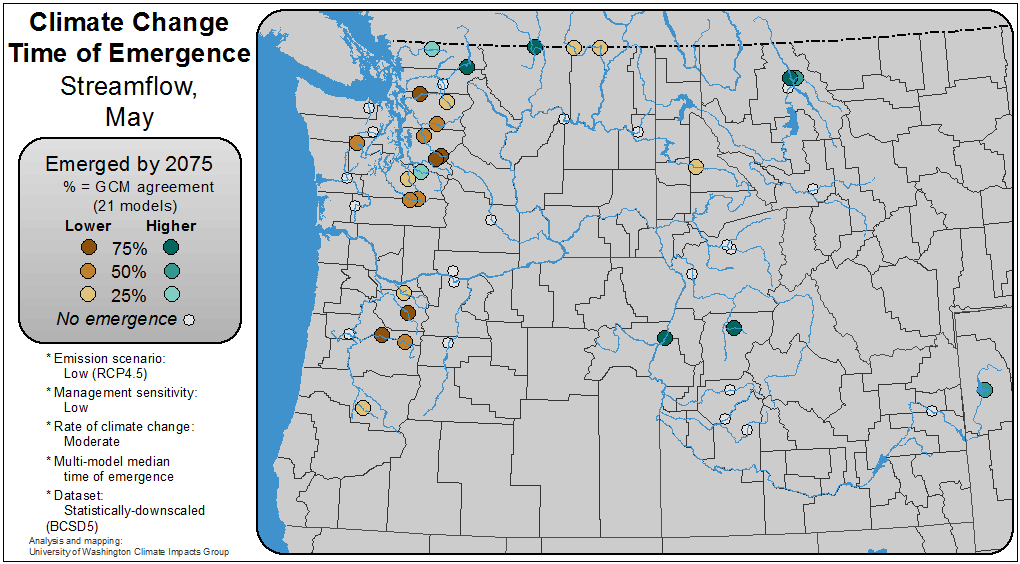 Climate Change
Time of Emergence
Streamflow,
May
Emerged by 2075
% = GCM agreement
(21 models)
Lower Higher
75%
50%
25%
No emergence
* Emission scenario:
Low (RCP4.5)
* Management sensitivity:
Low
* Rate of climate change:
Moderate
* Multi-model median
time of emergence
* Dataset:
Statistically-downscaled
(BCSD5)
Analysis and mapping:
University of Washington Climate Impacts Group